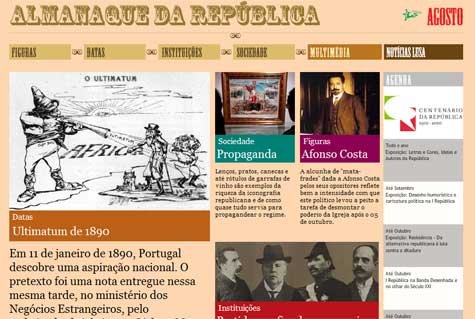 ALMANAQUE DA REPÚBLICA
AGOSTO
FIGURAS
DATAS
INSTITUIÇÕES
SOCIEDADE
MULTIMÉDIA
NOTÍCIAS LUSA
O ULTIMATUM
AFRICA
Datas
Ultimatum de 1890
Em 11 de janeiro de 1890, Portugal
descobre uma aspiração nacional. O
pretexto foi uma nota entregue nessa
mesma tarde, no ministério dos
Negócios Estrangeiros, pelo
Sociedade
Propaganda
Lenços, pratos, canecas e
até rótulos de garrafas de
vinho são exemplos da
riqueza da iconografia
republicana e de como
quase tudo servia para
propagandear o regime.
Figuras
Afonso Costa
A alcunha de "mata-
frades" dada a Afonso Costa
pelos seus opositores reflete
bem a intensidade com que
este político levou a peito a
tarefa de desmontar o
poderio da Igreja após o 05
de outubro.
Instituições
AGENDA
CENTENÁRIO
DA REPÚBLICA
1910 - 2010
Todo o ano
Exposição: Letras e Cores, Ideias e
Autores da República
Até Setembro
Exposição: Desenho humorístico e
caricatura política na I República
Até Outubro
Exposição: Resistência - Da
alternativa republicana à luta
contra a ditadura
Até Outubro
I República na Banda Desenhada e
no olhar do Século XXI
Até Outubro